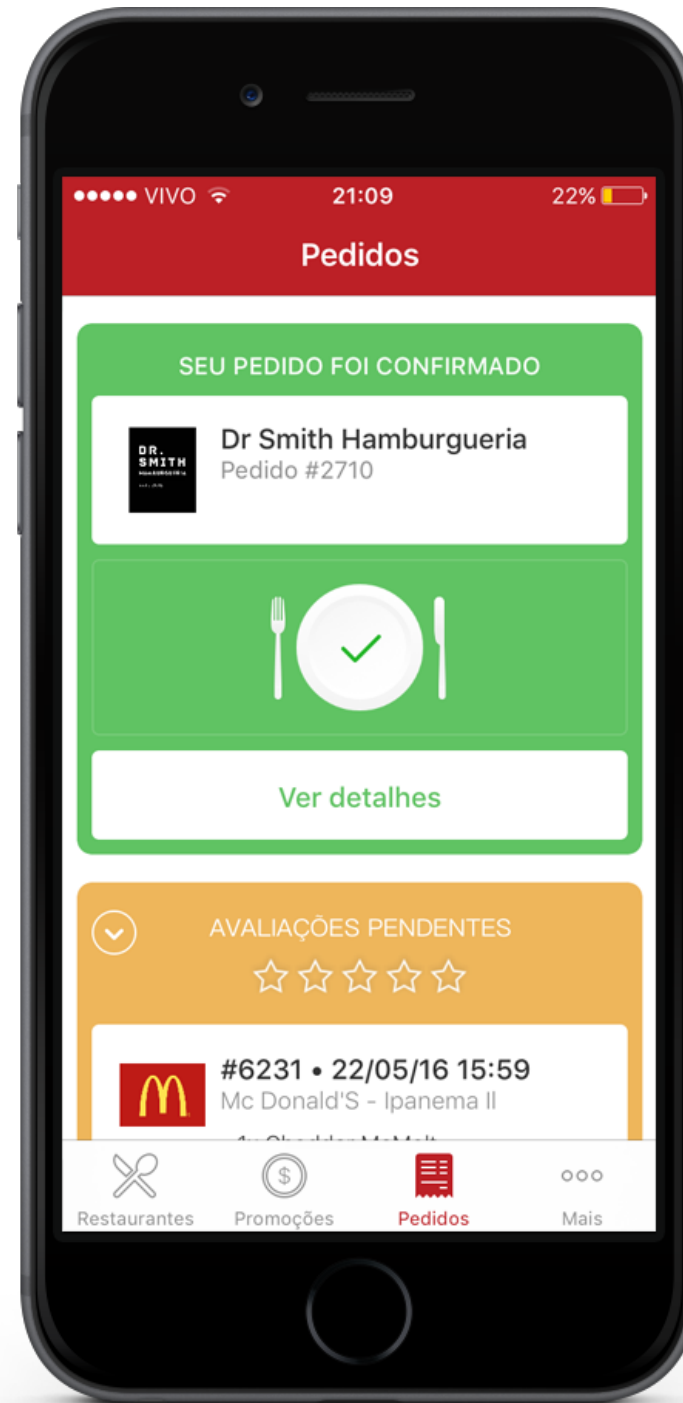 VIVO 21:09 22%
Pedidos
SEU PEDIDO FOI CONFIRMADO
DR.
SMITH
Dr Smith Hamburgueria
Pedido #2710
Ver detalhes
AVALIAÇÕES PENDENTES
#6231 • 22/05/16 15:59
Mc Donald'S - Ipanema II
Restaurantes Promoções Pedidos Mais